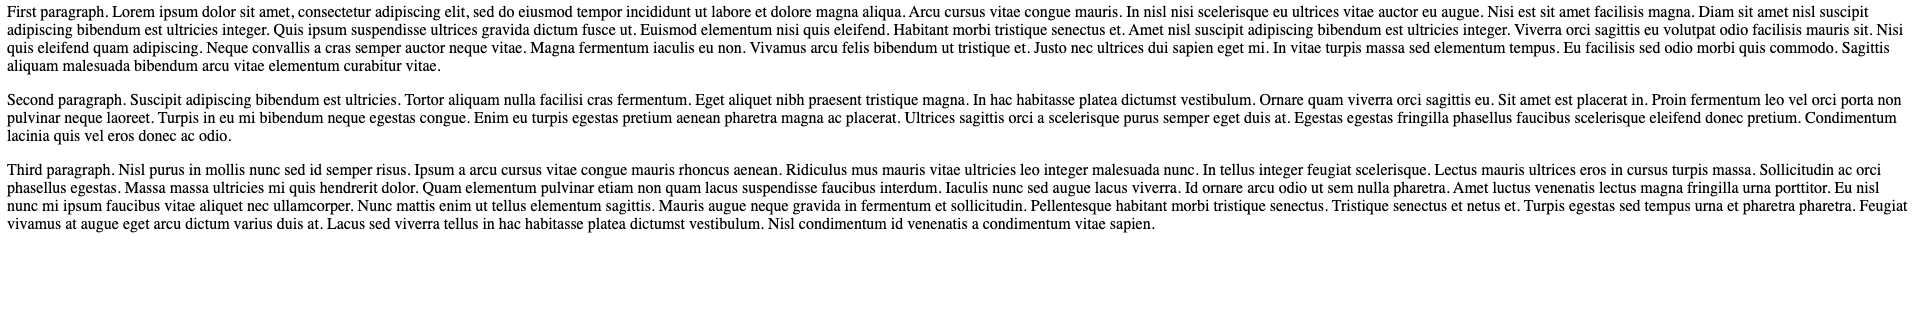 First paragraph. Lorem ipsum dolor sit amet, consectetur adipiscing elit, sed do eiusmod tempor incididunt ut labore et dolore magna aliqua. Arcu cursus vitae congue mauris. In nisl nisi scelerisque eu ultrices vitae auctor eu augue. Nisi est sit amet facilisis magna. Diam sit amet nisl suscipit
adipiscing bibendum est ultricies integer. Quis ipsum suspendisse ultrices gravida dictum fusce ut. Euismod elementum nisi quis eleifend. Habitant morbi tristique senectus et. Amet nisl suscipit adipiscing bibendum est ultricies integer. Viverra orci sagittis eu volutpat odio facilisis mauris sit. Nisi
quis eleifend quam adipiscing. Neque convallis a cras semper auctor neque vitae. Magna fermentum iaculis eu non. Vivamus arcu felis bibendum ut tristique et. Justo nec ultrices dui sapien eget mi. In vitae turpis massa sed elementum tempus. Eu facilisis sed odio morbi quis commodo. Sagittis
aliquam malesuada bibendum arcu vitae elementum curabitur vitae.
Second paragraph. Suscipit adipiscing bibendum est ultricies. Tortor aliquam nulla facilisi cras fermentum. Eget aliquet nibh praesent tristique magna. In hac habitasse platea dictumst vestibulum. Ornare quam viverra orci sagittis eu. Sit amet est placerat in. Proin fermentum leo vel orci porta non
pulvinar neque laoreet. Turpis in eu mi bibendum neque egestas congue. Enim eu turpis egestas pretium aenean pharetra magna ac placerat. Ultrices sagittis orci a scelerisque purus semper eget duis at. Egestas egestas fringilla phasellus faucibus scelerisque eleifend donec pretium. Condimentum
lacinia quis vel eros donec ac odio.
Third paragraph. Nisl purus in mollis nunc sed id semper risus. Ipsum a arcu cursus vitae congue mauris rhoncus aenean. Ridiculus mus mauris vitae ultricies leo integer malesuada nunc. In tellus integer feugiat scelerisque. Lectus mauris ultrices eros in cursus turpis massa. Sollicitudin ac orci
phasellus egestas. Massa massa ultricies mi quis hendrerit dolor. Quam elementum pulvinar etiam non quam lacus suspendisse faucibus interdum. Iaculis nunc sed augue lacus viverra. Id ornare arcu odio ut sem nulla pharetra. Amet luctus venenatis lectus magna fringilla urna porttitor. Eu nisl
nunc mi ipsum faucibus vitae aliquet nec ullamcorper. Nunc mattis enim ut tellus elementum sagittis. Mauris augue neque gravida in fermentum et sollicitudin. Pellentesque habitant morbi tristique senectus. Tristique senectus et netus et. Turpis egestas sed tempus urna et pharetra pharetra. Feugiat
vivamus at augue eget arcu dictum varius duis at. Lacus sed viverra tellus in hac habitasse platea dictumst vestibulum. Nisl condimentum id venenatis a condimentum vitae sapien.